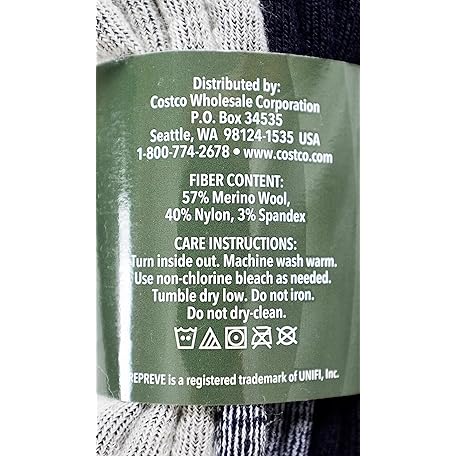 Distributed by:
Costco Wholesale Corporation
P.O. Box 34535
Seattle, WA 98124-1535 USA
1-800-774-2678 • www.costco.com
FIBER CONTENT:
57% Merino Wool,
40% Nylon, 3% Spandex
CARE INSTRUCTIONS:
Turn inside out. Machine wash warm.
Use non-chlorine bleach as needed.
Tumble dry low. Do not iron.
Do not dry-clean.
REPREVE is a registered trademark of UNIFI, Inc.